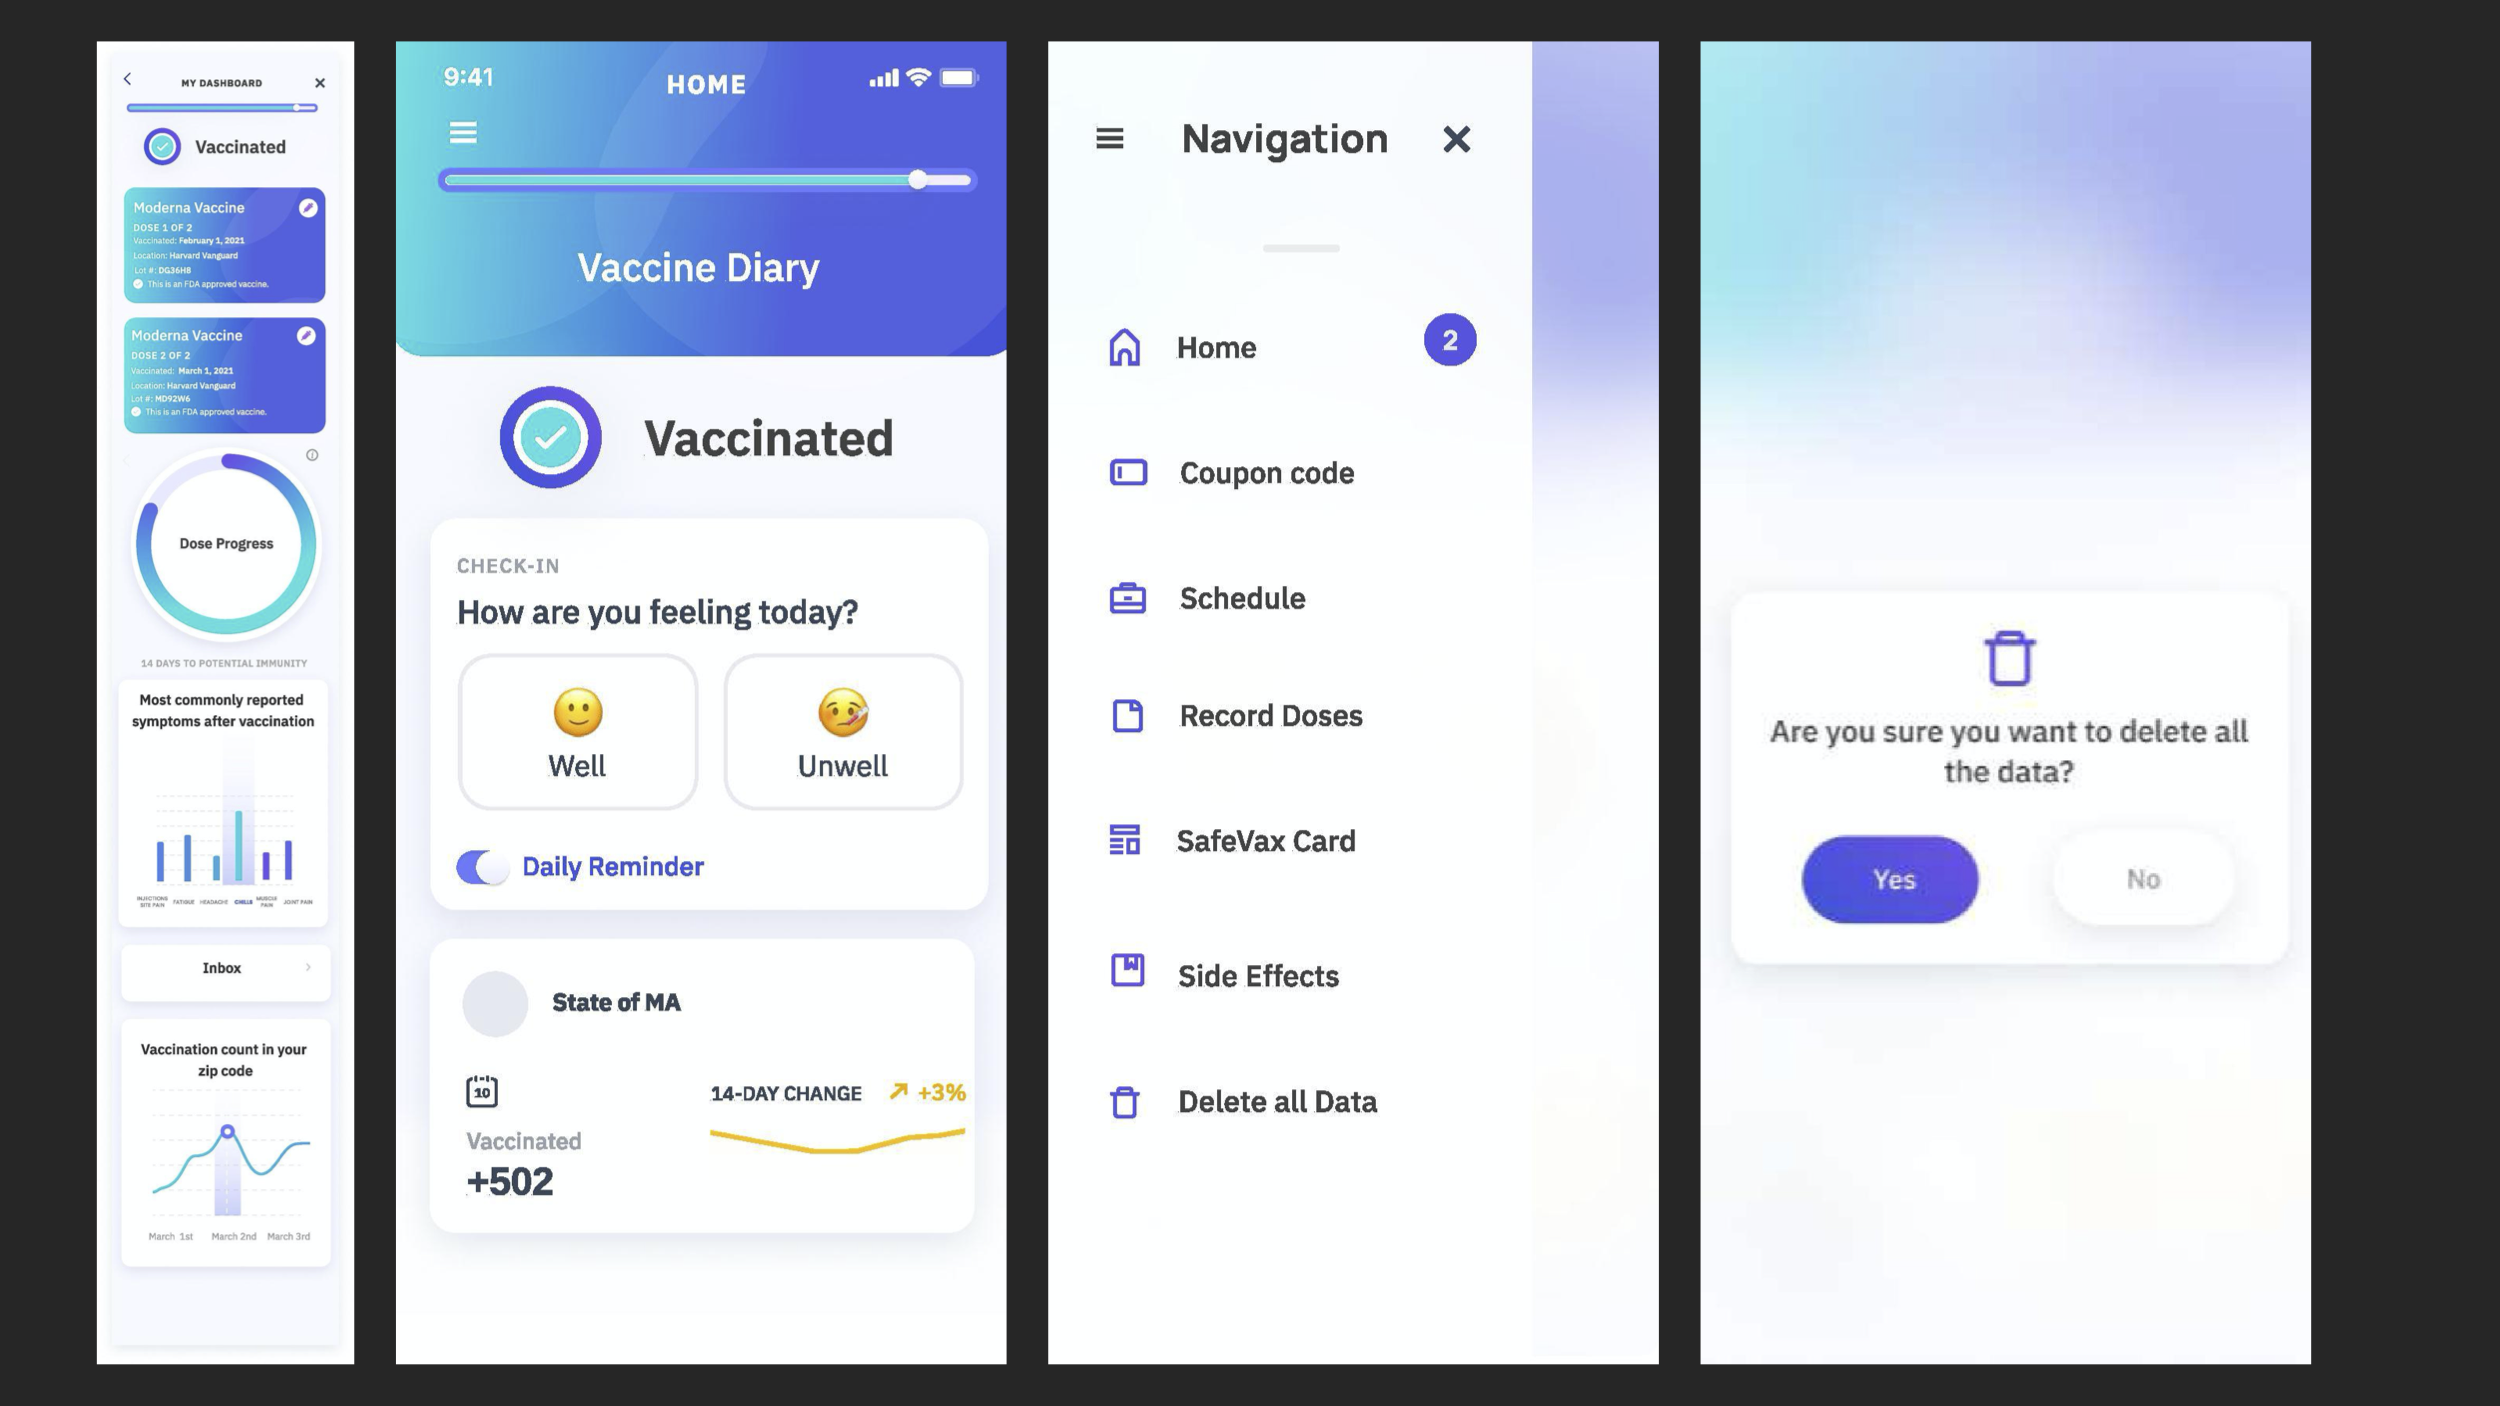 MY DASHBOARD
Vaccinated
Moderna Vaccine
DOSE 1 OF 2
Vaccinated: February 1, 2021
Location: Harvard Vanguard
Lot #: DG36H8
This is an FDA approved vaccine.
Moderna Vaccine
DOSE 2 OF 2
Vaccinated: March 1, 2021
Location: Harvard Vanguard
Lot #: MD92W6
This is an FDA approved vaccine.
Dose Progress
14 DAYS TO POTENTIAL IMMUNITY
Most commonly reported
symptoms after vaccination
INJECTIONS SITE PAIN FATIGUE HEADACHE CHILLS MUSCLE PAIN JOINT PAIN
Inbox
Vaccination count in your
zip code
March 1st March 2nd March 3rd
9:41
HOME
Vaccine Diary
Vaccinated
CHECK-IN
How are you feeling today?
Well Unwell
Daily Reminder
State of MA
10
14-DAY CHANGE +3%
Vaccinated
+502
Navigation
Home 2
Coupon code
Schedule
Record Doses
SafeVax Card
Side Effects
Delete all Data
Are you sure you want to delete all
the data?
Yes No